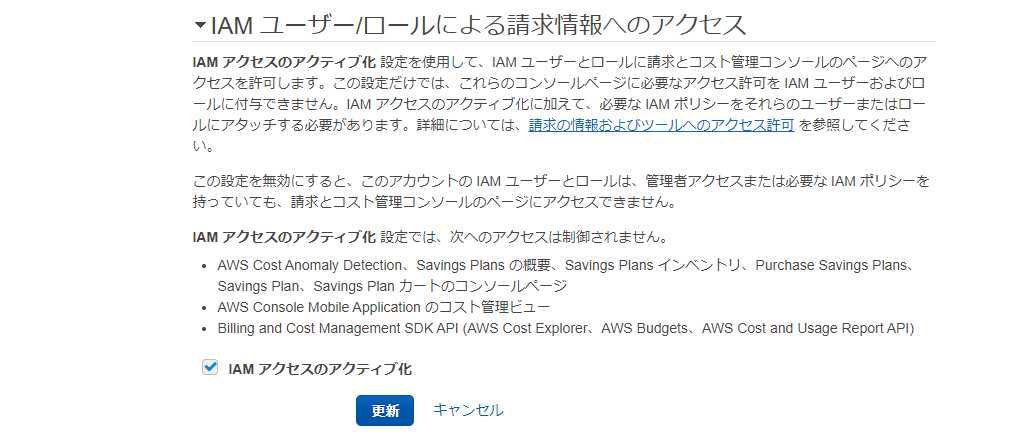 IAM ユーザー/ロールによる請求情報へのアクセス
IAM アクセスのアクティブ化 設定を使用して、IAM ユーザーとロールに請求とコスト管理コンソールのページへのア
クセスを許可します。この設定だけでは、これらのコンソールページに必要なアクセス許可を IAM ユーザーおよびロ
ールに付与できません。IAM アクセスのアクティブ化に加えて、必要な IAM ポリシーをそれらのユーザーまたはロー
ルにアタッチする必要があります。詳細については、請求の情報およびツールへのアクセス許可 を参照してくださ
い。
この設定を無効にすると、このアカウントの IAM ユーザーとロールは、管理者アクセスまたは必要な IAM ポリシーを
持っていても、請求とコスト管理コンソールのページにアクセスできません。
IAM アクセスのアクティブ化 設定では、次へのアクセスは制御されません。
• AWS Cost Anomaly Detection、Savings Plans の概要、Savings Plans インベントリ、Purchase Savings Plans、
Savings Plan、Savings Plan カートのコンソールページ
• AWS Console Mobile Application のコスト管理ビュー
• Billing and Cost Management SDK API (AWS Cost Explorer、AWS Budgets、AWS Cost and Usage Report API)
IAM アクセスのアクティブ化
更新 キャンセル